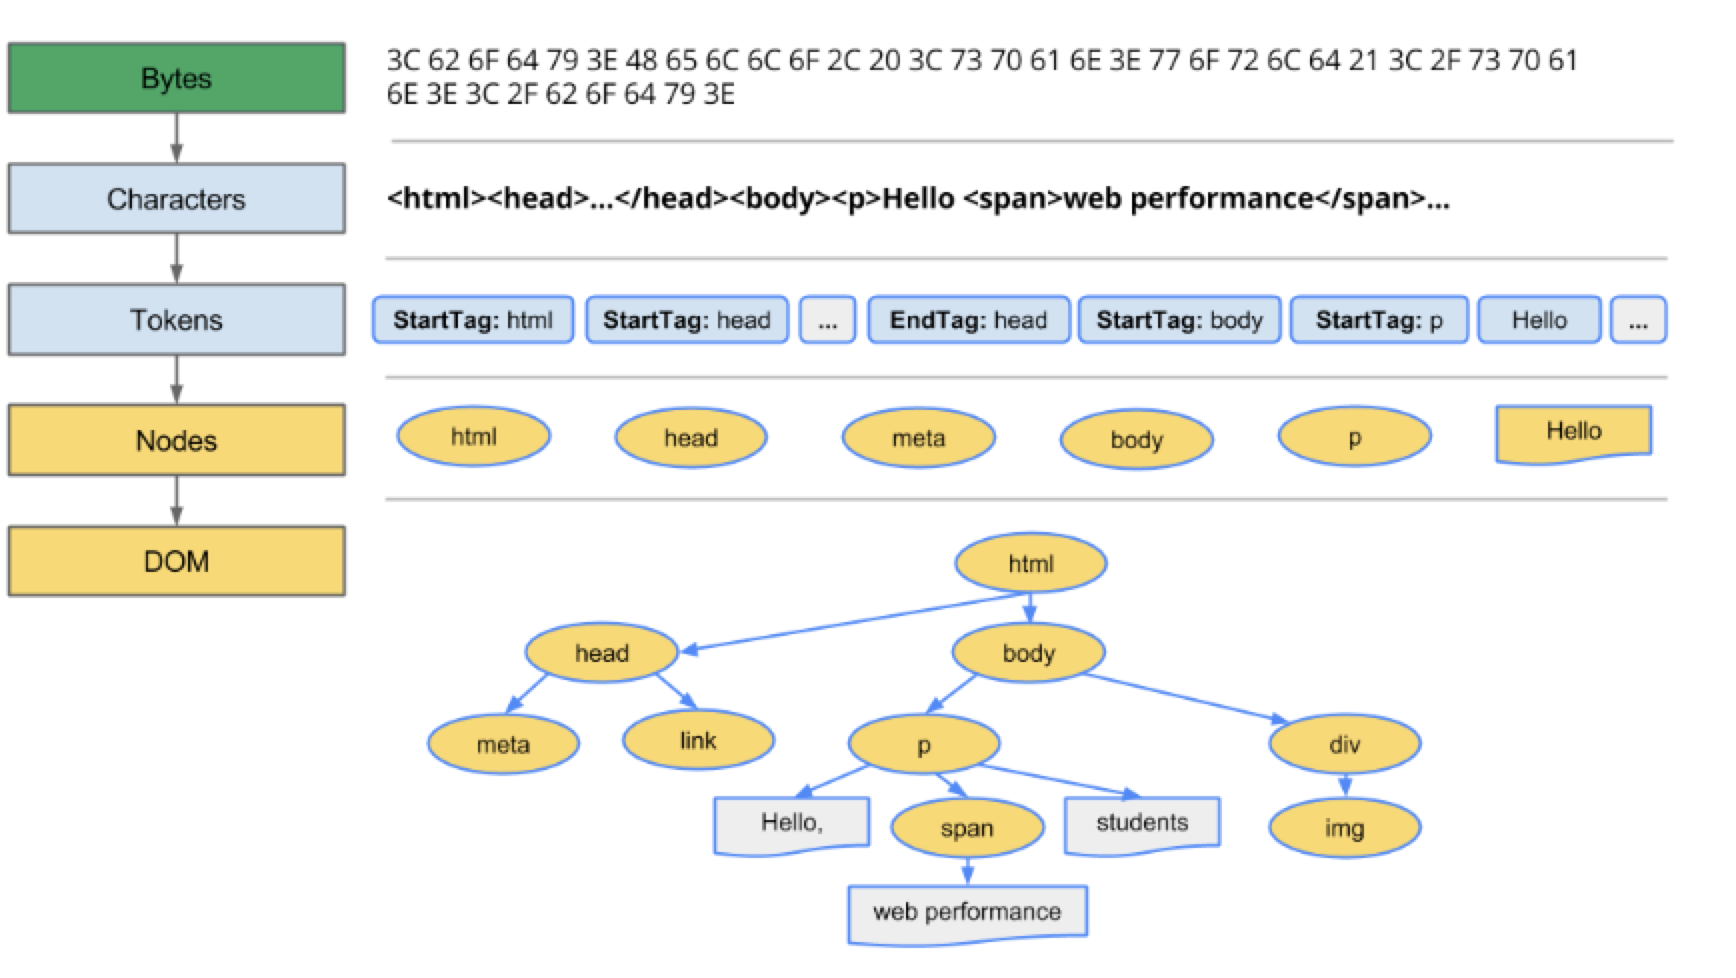 Bytes
3C 62 6F 64 79 3E 48 65 6C 6C 6F 2C 20 3C 73 70 61 6E 3E 77 6F 72 6C 64 21 3C 2F 73 70 61
6E 3E 3C 2F 62 6F 64 79 3E
Characters
<html><head>...</head><body><p>Hello <span>web performance</span>...
Tokens
StartTag: html
StartTag: head
...
EndTag: head
StartTag: body
StartTag: p
Hello
...
Nodes
html
head
meta
body
p
Hello
DOM
html
head
body
meta
link
p
div
Hello,
span
students
img
web performance